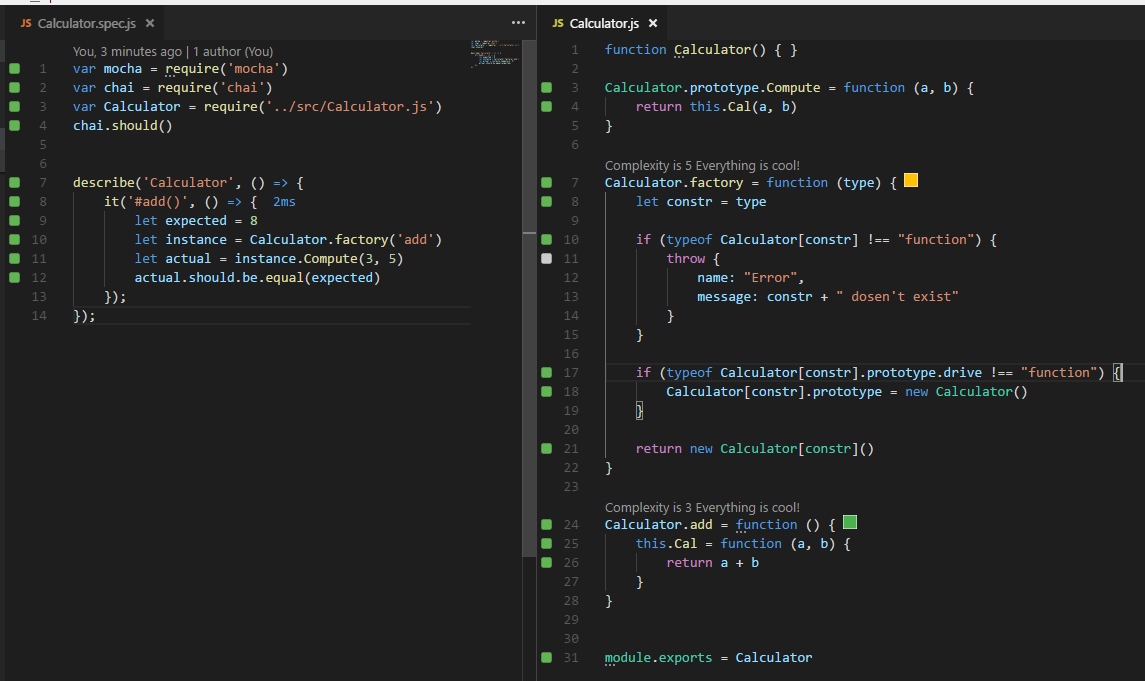 JS Calculator.spec.js ×
You, 3 minutes ago | 1 author (You)
1 var mocha = require('mocha')
2 var chai = require('chai')
3 var Calculator = require('../src/Calculator.js')
4 chai.should()
5
6
7 describe('Calculator', () => {
8 it('#add()', () => { 2ms
9 let expected = 8
10 let instance = Calculator.factory('add')
11 let actual = instance.Compute(3, 5)
12 actual.should.be.equal(expected)
13 });
14 });
JS Calculator.js ×
1 function Calculator() { }
2
3 Calculator.prototype.Compute = function (a, b) {
4 return this.Cal(a, b)
5 }
6
Complexity is 5 Everything is cool!
7 Calculator.factory = function (type) {
8 let constr = type
9
10 if (typeof Calculator[constr] !== "function") {
11 throw {
12 name: "Error",
13 message: constr + " dosen't exist"
14 }
15 }
16
17 if (typeof Calculator[constr].prototype.drive !== "function") {
18 Calculator[constr].prototype = new Calculator()
19 }
20
21 return new Calculator[constr]()
22 }
23
Complexity is 3 Everything is cool!
24 Calculator.add = function () {
25 this.Cal = function (a, b) {
26 return a + b
27 }
28 }
29
30
31 module.exports = Calculator